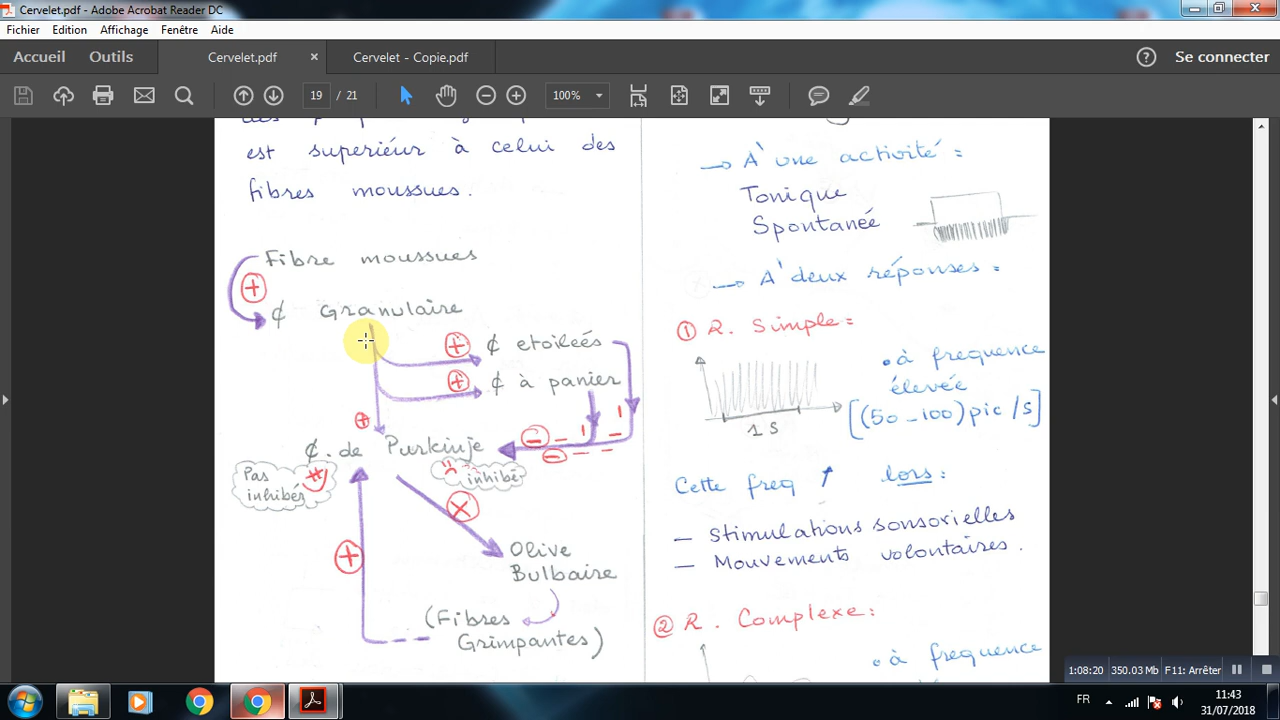 Cervelet.pdf - Adobe Acrobat Reader DC
Fichier Edition Affichage Fenêtre Aide
Accueil Outils Cervelet.pdf × Cervelet - Copie.pdf ? Se connecter
19 / 21 100%
est superiéur à celui des
fibres moussues.
Fibre moussues
+
¢ Granulaire
+ ¢ etoileés
+ ¢ à panier
+
¢. de Purkinje
Pas
inhibés
inhibé
+
Olive
Bulbaire
(Fibres
Grimpantes)
→ A' une activité :
Tonique
Spontanée
→ A' deux réponses :
① R. Simple :
• à frequence
élevée
[(50 - 100) pic / S]
1 S
Cette freq ↑ lors :
- Stimulations sonsorielles
- Mouvements volontaires.
② R. Complexe :
• à frequence
1:08:20 350.03 Mb F11: Arrêter
FR
11:43
31/07/2018